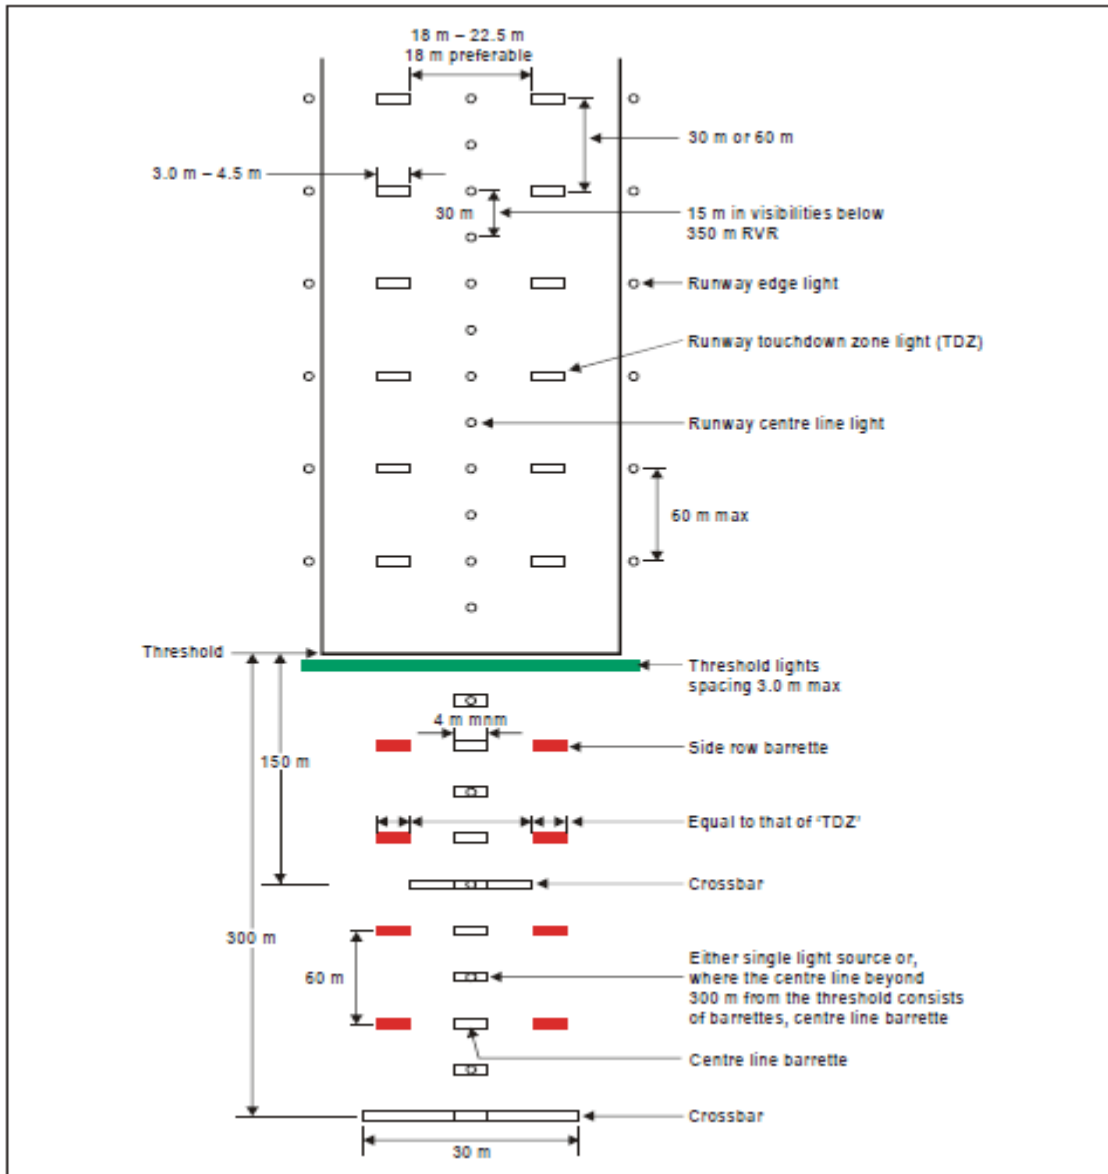 18 m – 22.5 m
18 m preferable
30 m or 60 m
3.0 m – 4.5 m
30 m
15 m in visibilities below
350 m RVR
Runway edge light
Runway touchdown zone light (TDZ)
Runway centre line light
60 m max
Threshold
Threshold lights
spacing 3.0 m max
4 m mnm
Side row barrette
150 m
Equal to that of ‘TDZ’
Crossbar
300 m
60 m
Either single light source or,
where the centre line beyond
300 m from the threshold consists
of barrettes, centre line barrette
Centre line barrette
Crossbar
30 m